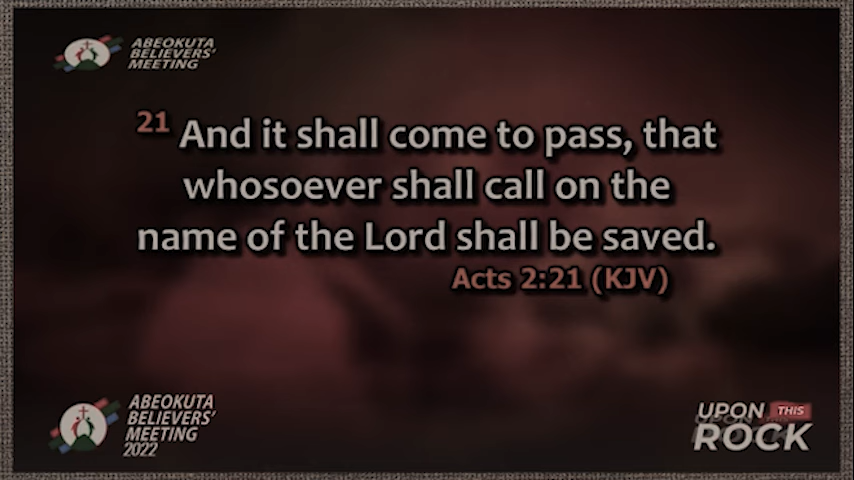 ABEOKUTA
BELIEVERS'
MEETING
21 And it shall come to pass, that
whosoever shall call on the
name of the Lord shall be saved.
Acts 2:21 (KJV)
ABEOKUTA
BELIEVERS'
MEETING
2022
UPON THIS
ROCK